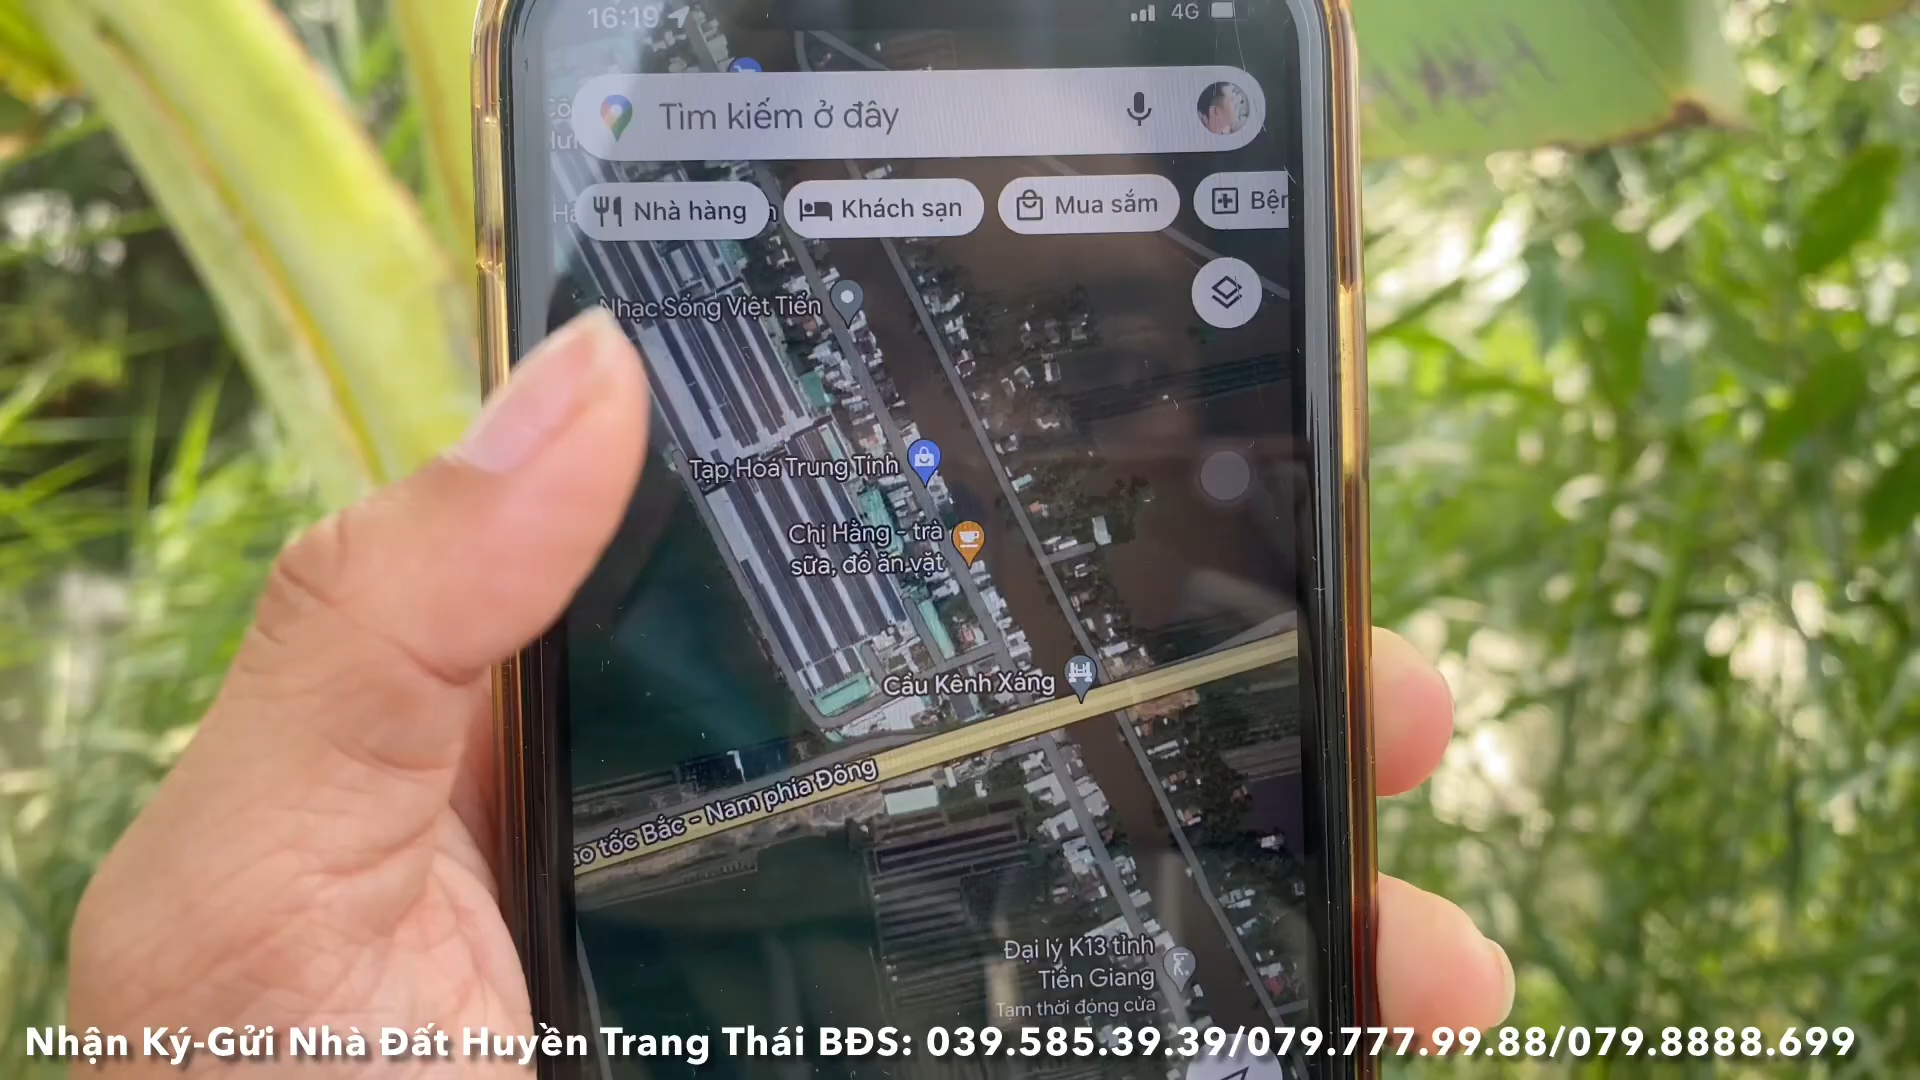 16:19
4G
Tìm kiếm ở đây
Nhà hàng
Khách sạn
Mua sắm
Nhạc Sống Việt Tiến
Tạp Hoá Trung Tính
Chị Hằng - trà
sữa, đồ ăn vặt
Cầu Kênh Xáng
tốc Bắc - Nam phía Đông
Đại lý K13 tỉnh
Tiền Giang
Tạm thời đóng cửa
Nhận Ký-Gửi Nhà Đất Huyền Trang Thái BĐS: 039.585.39.39/079.777.99.88/079.8888.699